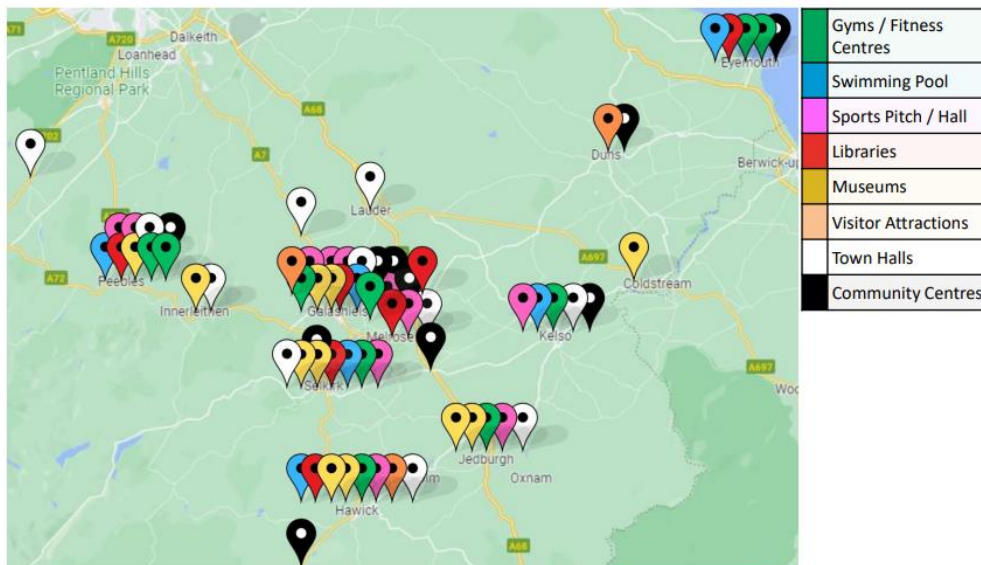 A71
A720
Dalkeith
Loanhead
Pentland Hills
Regional Park
A68
A702
A7
Eyemouth
Duns
Berwick-up
Lauder
A72
Peebles
Innerleithen
A697
Coldstream
Galashiels
Melrose
Kelso
Selkirk
A697
Woo
Jedburgh
Oxnam
Hawick
A68
Gyms / Fitness
Centres
Swimming Pool
Sports Pitch / Hall
Libraries
Museums
Visitor Attractions
Town Halls
Community Centres